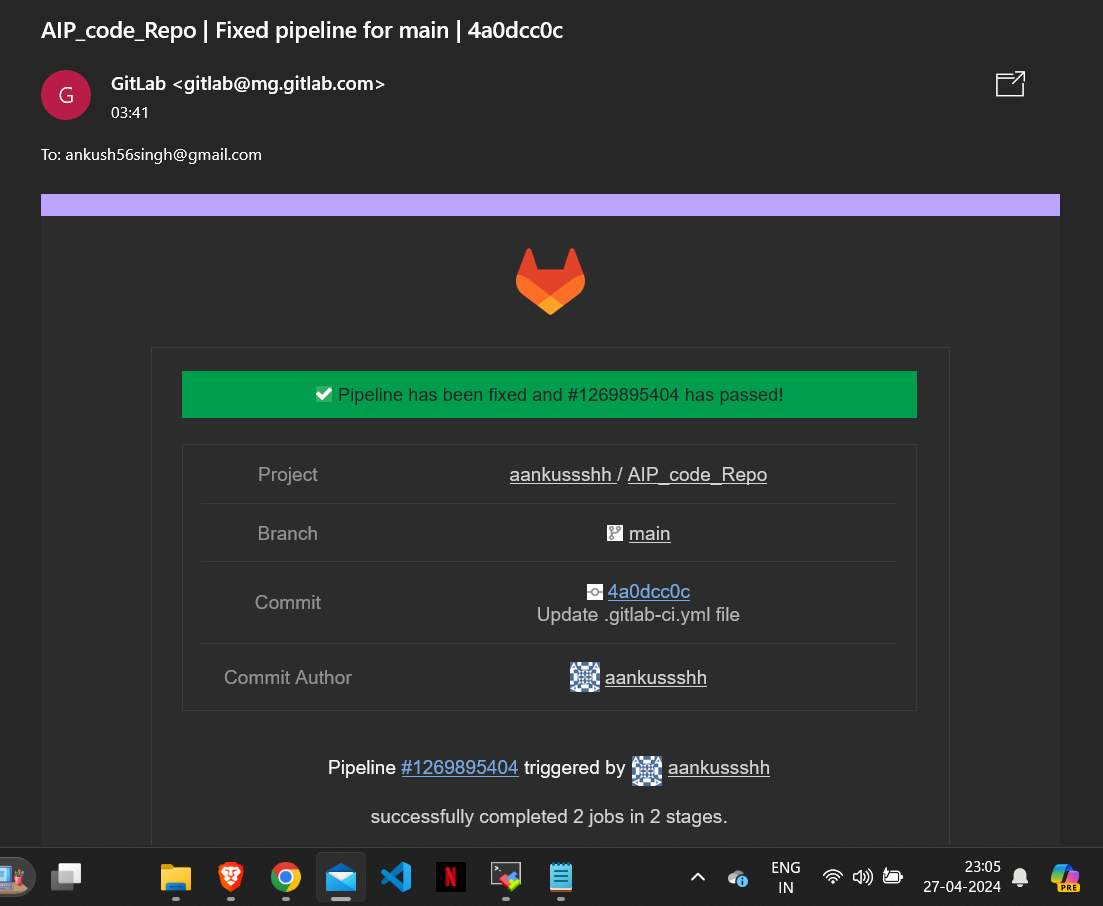 AIP_code_Repo | Fixed pipeline for main | 4a0dcc0c
G
GitLab <gitlab@mg.gitlab.com>
03:41
To: ankush56singh@gmail.com
Pipeline has been fixed and #1269895404 has passed!
Project aankussshh / AIP_code_Repo
Branch main
Commit 4a0dcc0c
Update .gitlab-ci.yml file
Commit Author aankussshh
Pipeline #1269895404 triggered by aankussshh
successfully completed 2 jobs in 2 stages.
N
ENG
IN
23:05
27-04-2024
PRE